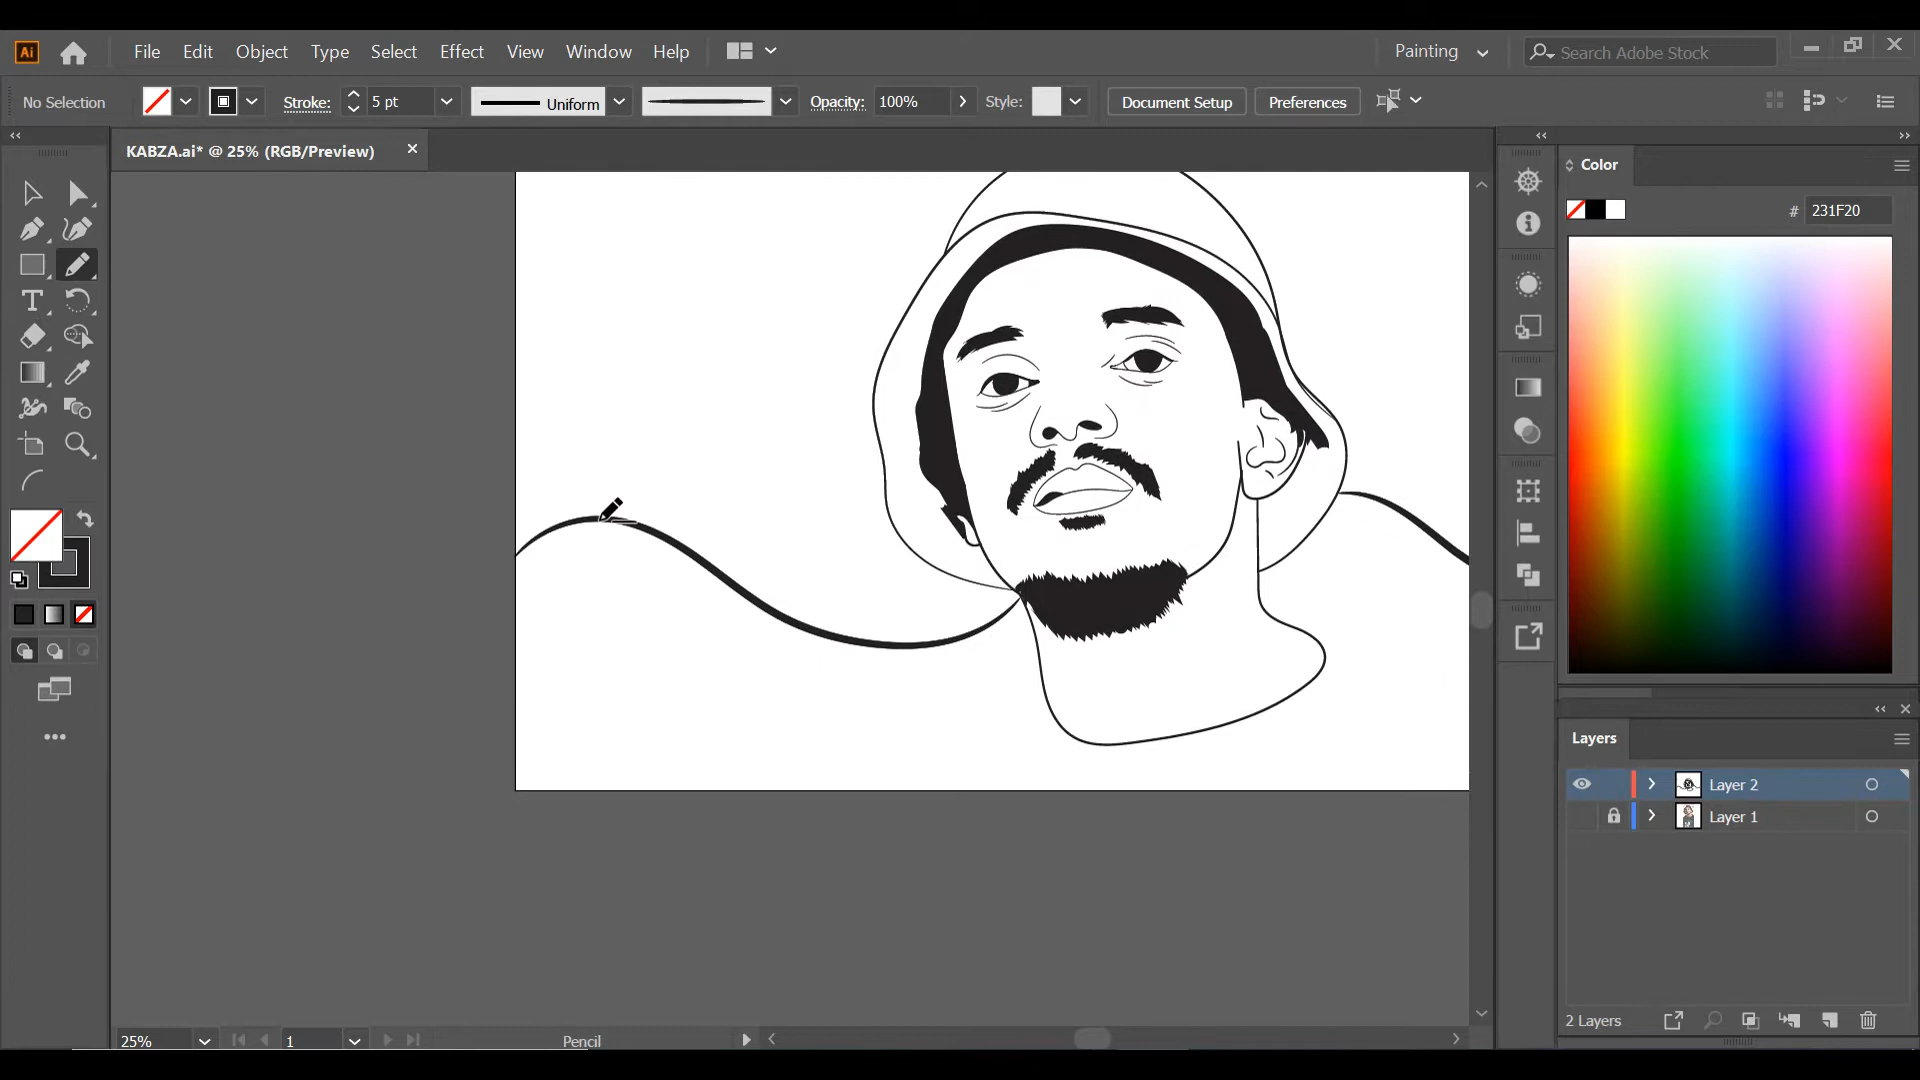 Ai File Edit Object Type Select Effect View Window Help Painting Search Adobe Stock
No Selection Stroke: 5 pt Uniform Opacity: 100% Style: Document Setup Preferences
KABZA.ai* @ 25% (RGB/Preview)
Color
# 231F20
Layers
Layer 2
Layer 1
2 Layers
25% 1 Pencil